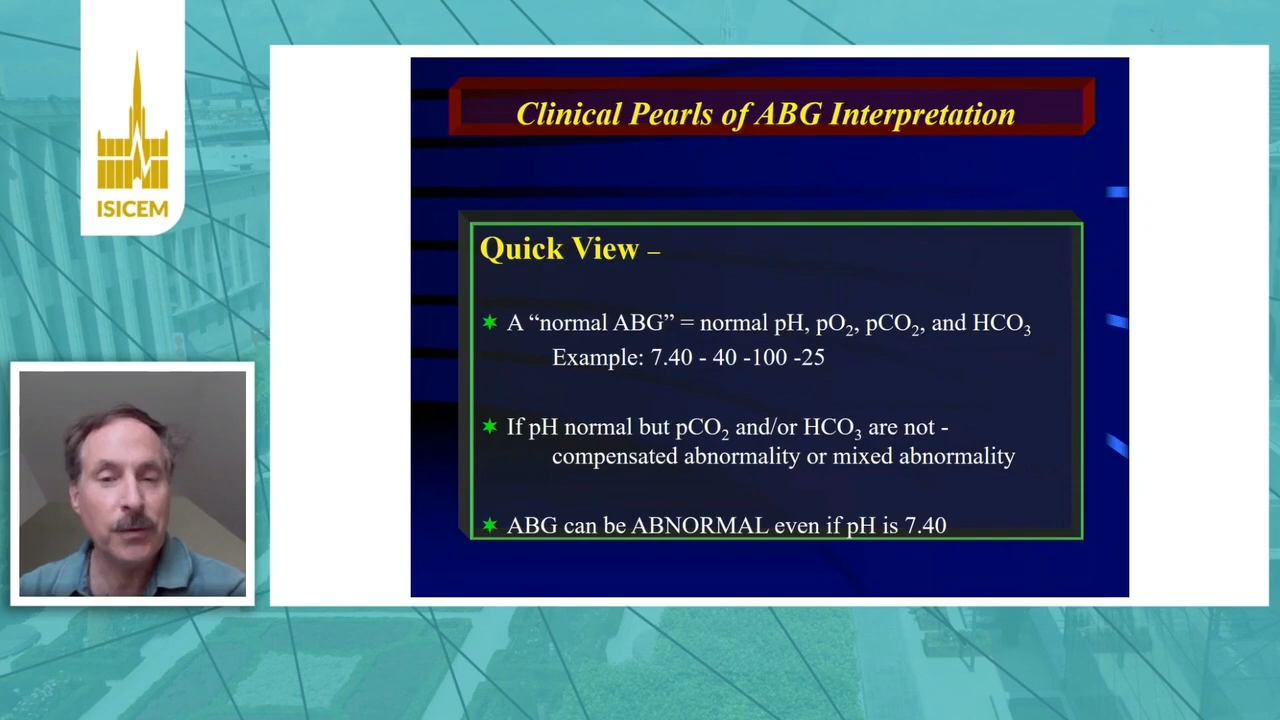 ISICEM
Clinical Pearls of ABG Interpretation
Quick View –
✶ A “normal ABG” = normal pH, pO₂, pCO₂, and HCO₃
Example: 7.40 - 40 -100 -25
✶ If pH normal but pCO₂ and/or HCO₃ are not -
compensated abnormality or mixed abnormality
✶ ABG can be ABNORMAL even if pH is 7.40